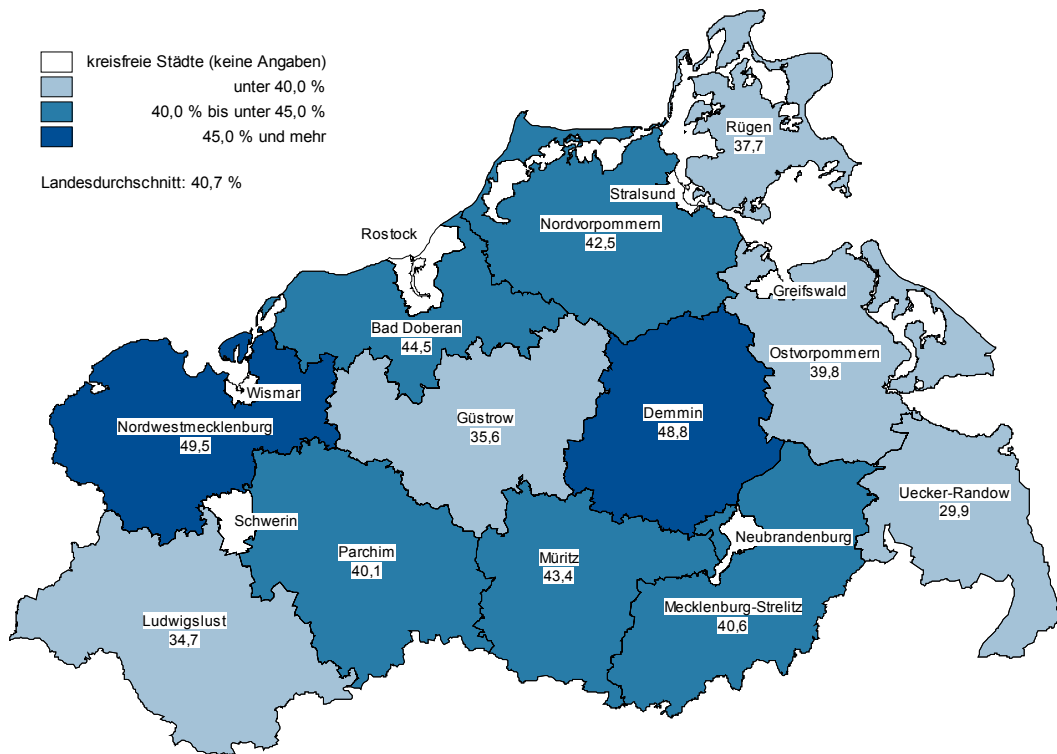 kreisfreie Städte (keine Angaben)
unter 40,0 %
40,0 % bis unter 45,0 %
45,0 % und mehr
Landesdurchschnitt: 40,7 %
Rügen
37,7
Stralsund
Nordvorpommern
42,5
Rostock
Greifswald
Bad Doberan
44,5
Ostvorpommern
39,8
Wismar
Nordwestmecklenburg
49,5
Güstrow
35,6
Demmin
48,8
Uecker-Randow
29,9
Schwerin
Neubrandenburg
Parchim
40,1
Müritz
43,4
Mecklenburg-Strelitz
40,6
Ludwigslust
34,7